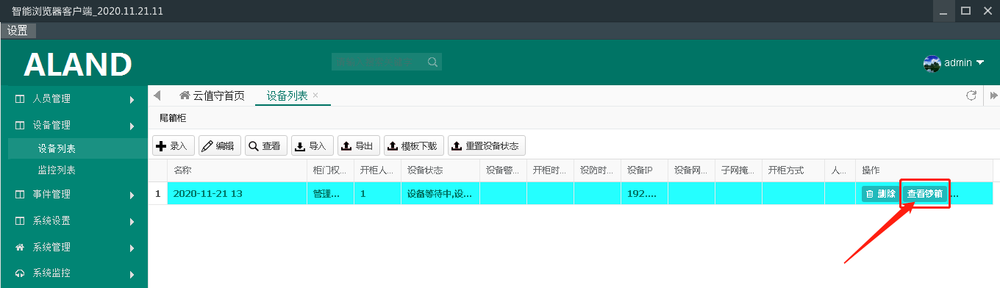 智能浏览器客户端_2020.11.21.11
设置
ALAND
admin
人员管理
设备管理
设备列表
监控列表
事件管理
系统设置
系统管理
系统监控
云值守首页 设备列表 ×
尾箱柜
录入 编辑 查看 导入 导出 模板下载 重置设备状态
名称 柜门权... 开柜人... 设备状态 设备警... 开柜时... 设防时... 设备IP 设备网... 子网掩... 开柜方式 人... 操作
1 2020-11-21 13 管理... 1 设备等待中,设... 192.... 删除 查看钞箱 ...